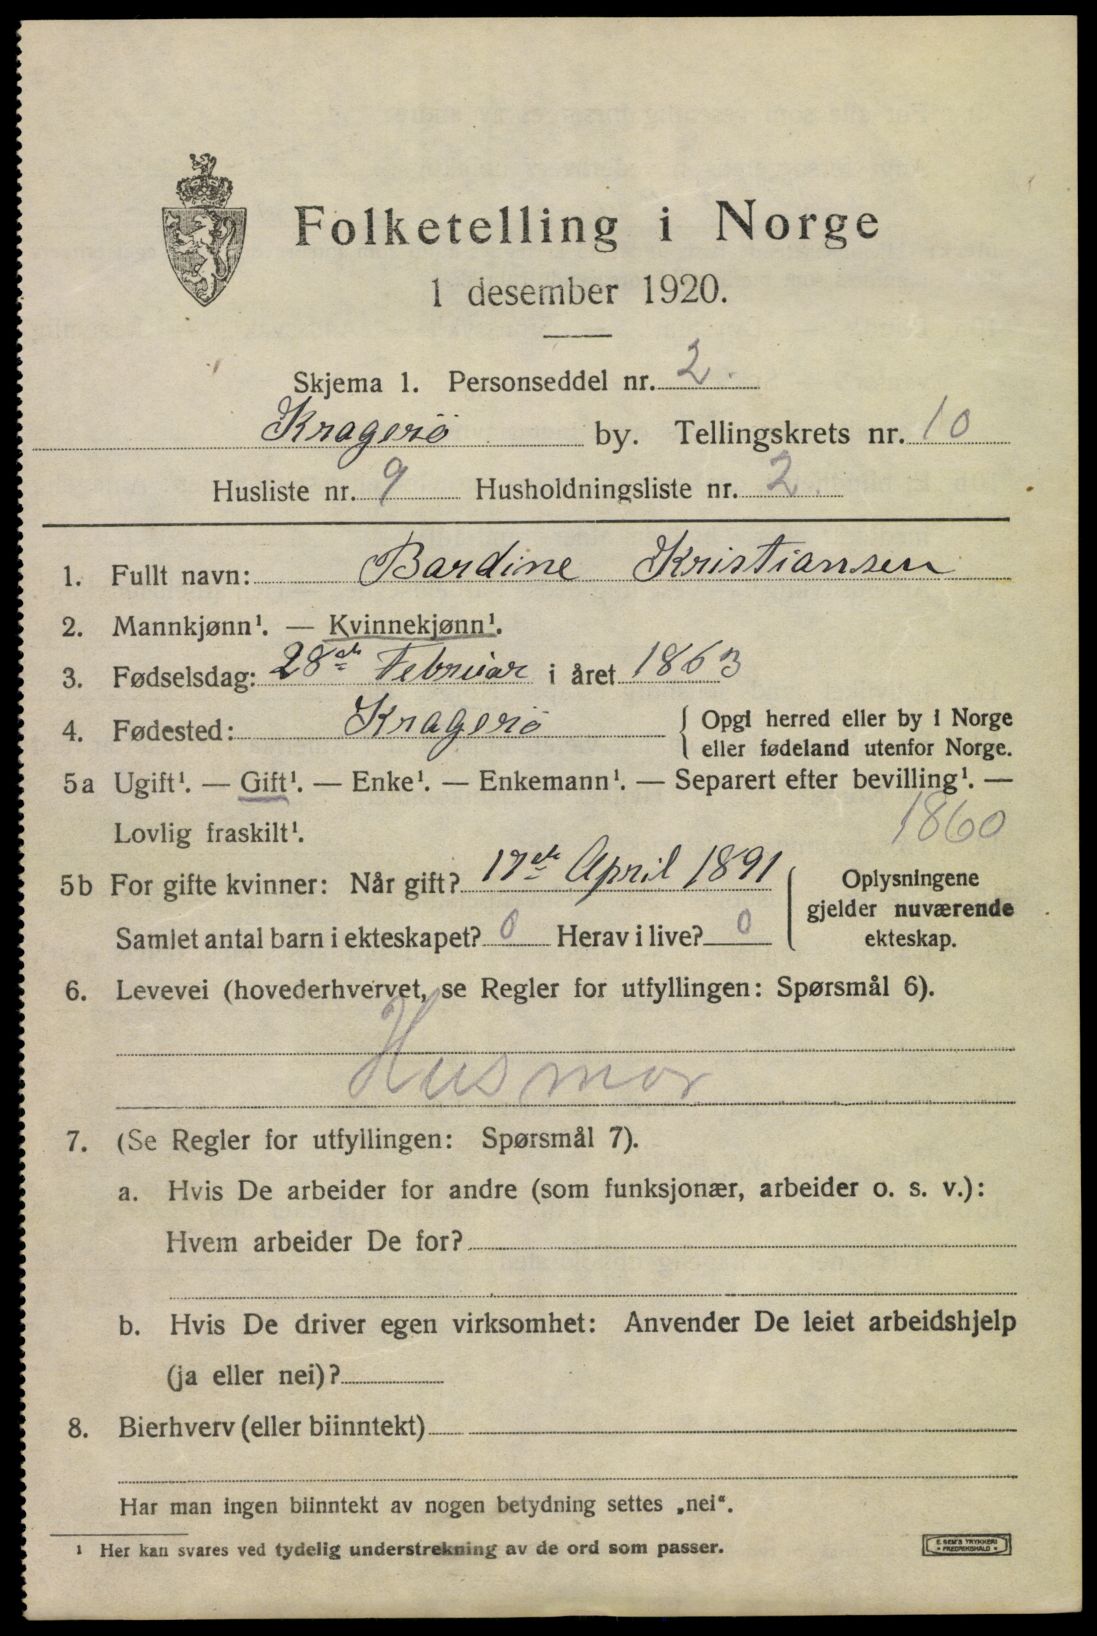 Folketelling i Norge
1 desember 1920.
Skjema 1. Personseddel nr. 2.
Kragerö by. Tellingskrets nr. 10
Husliste nr. 9 Husholdningsliste nr. 2.
1. Fullt navn: Bardine Kristiansen
2. Mannkjønn¹. — Kvinnekjønn¹.
3. Fødselsdag: 28de Februar i året 1863
4. Fødested: Kragerö { Opgi herred eller by i Norge
eller fødeland utenfor Norge.
5a Ugift¹. — Gift¹. — Enke¹. — Enkemann¹. — Separert efter bevilling¹. —
Lovlig fraskilt¹. 1860
5b For gifte kvinner: Når gift? 17de April 1891 { Oplysningene
gjelder nuværende
Samlet antal barn i ekteskapet? 0 Herav i live? 0 ekteskap.
6. Levevei (hovederhvervet, se Regler for utfyllingen: Spørsmål 6).
Husmor
7. (Se Regler for utfyllingen: Spørsmål 7).
a. Hvis De arbeider for andre (som funksjonær, arbeider o. s. v.):
Hvem arbeider De for?
b. Hvis De driver egen virksomhet: Anvender De leiet arbeidshjelp
(ja eller nei)?
8. Bierhverv (eller biinntekt)
Har man ingen biinntekt av nogen betydning settes „nei“.
¹ Her kan svares ved tydelig understrekning av de ord som passer.
E SEM'S TRYKKERI
• FREDRIKSHALD •